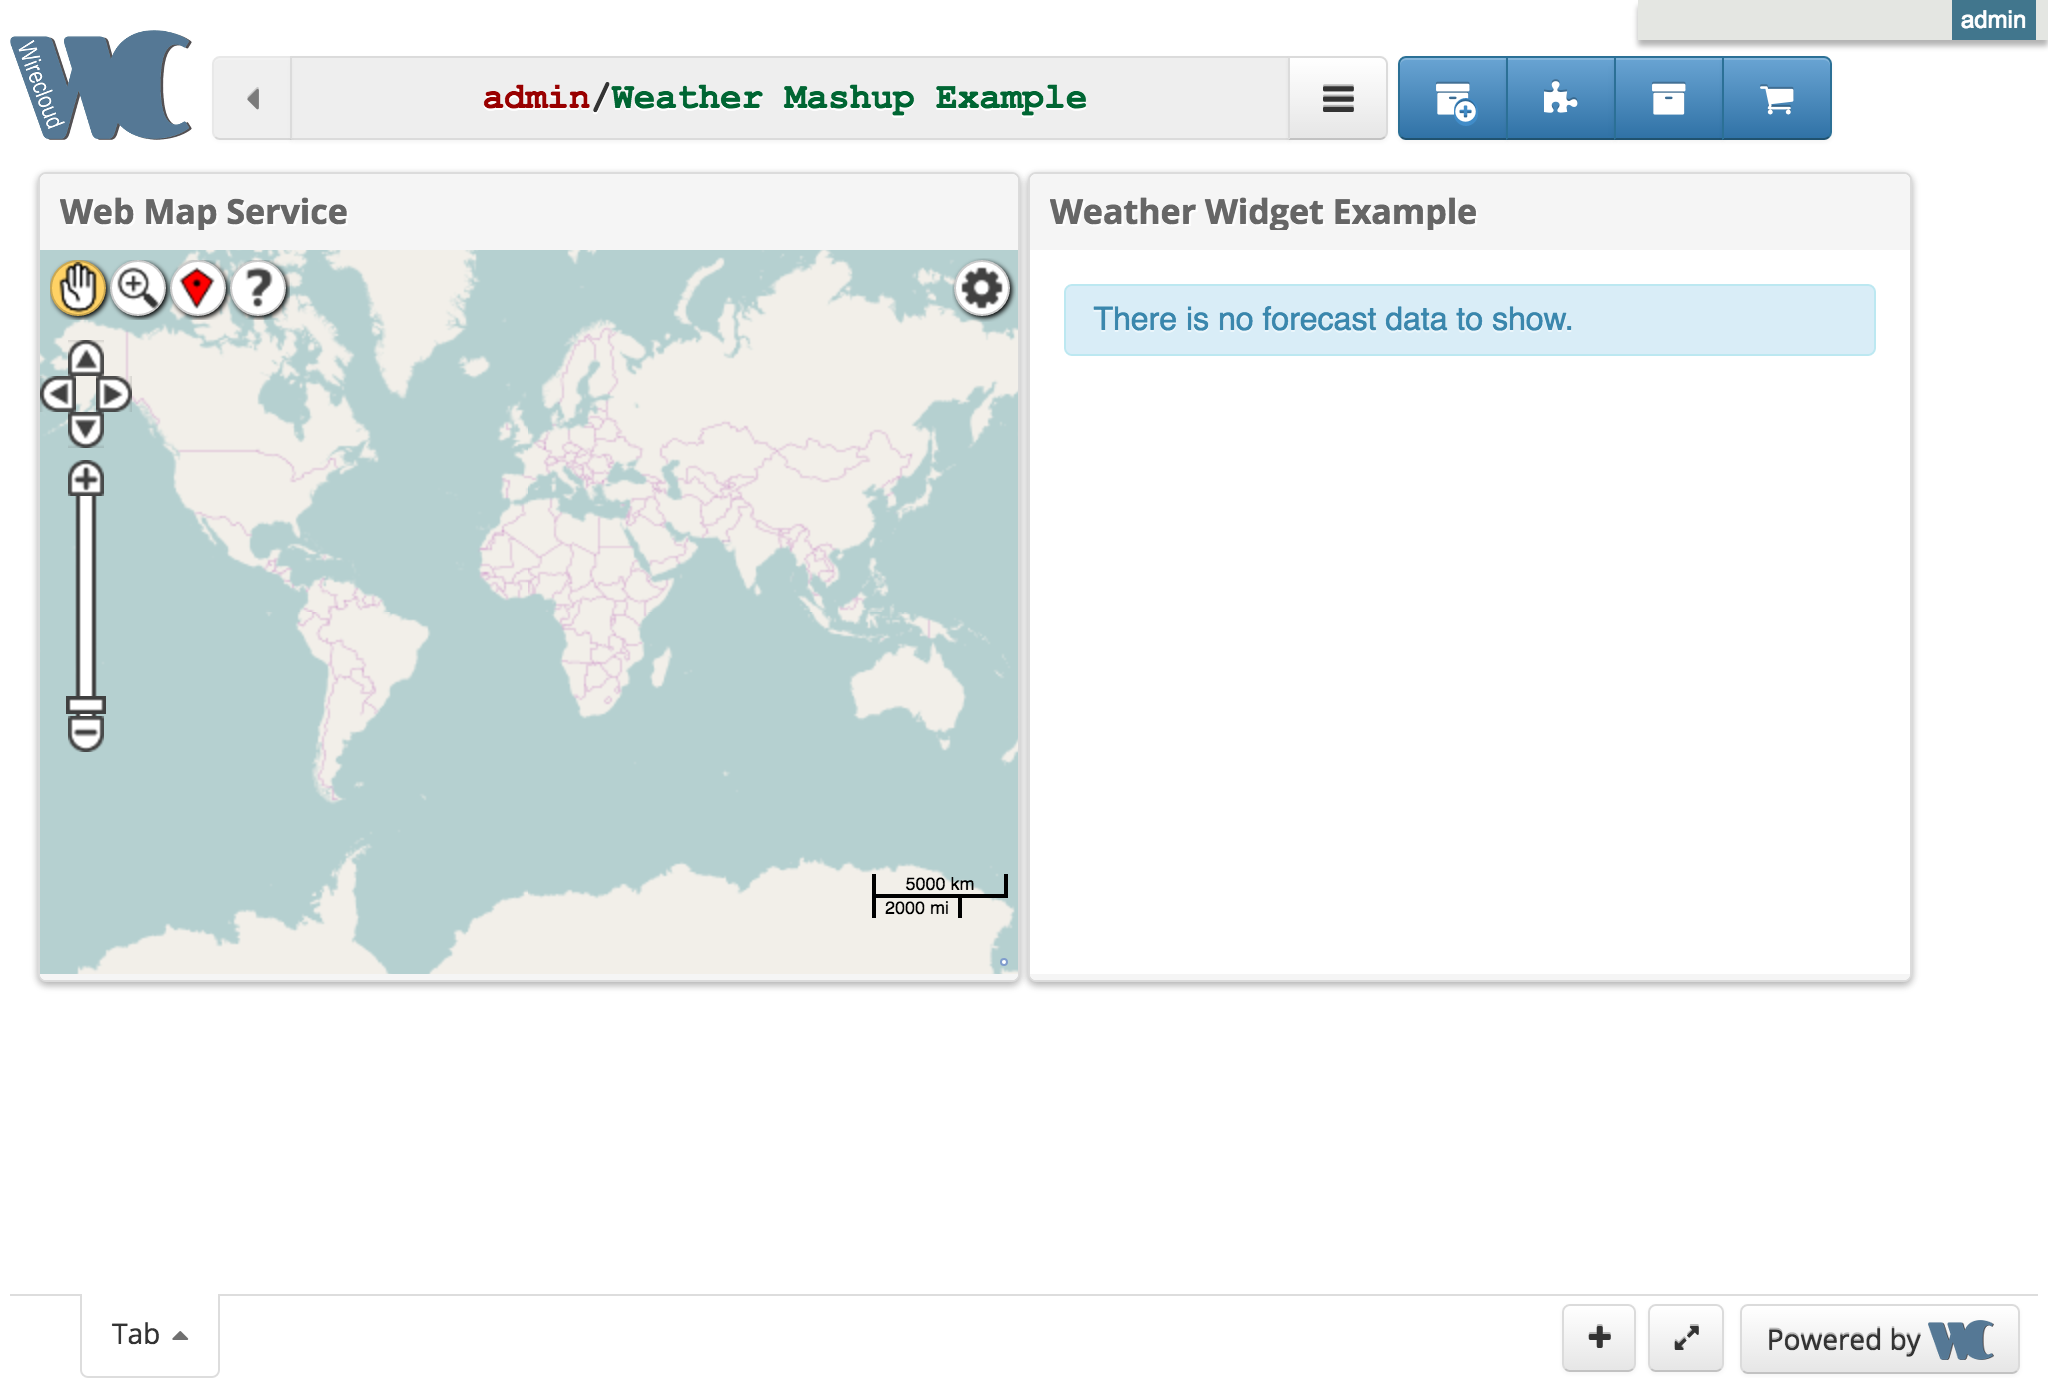 admin
Wirecloud
admin/Weather Mashup Example
Web Map Service
Weather Widget Example
There is no forecast data to show.
5000 km
2000 mi
Tab
Powered by WC